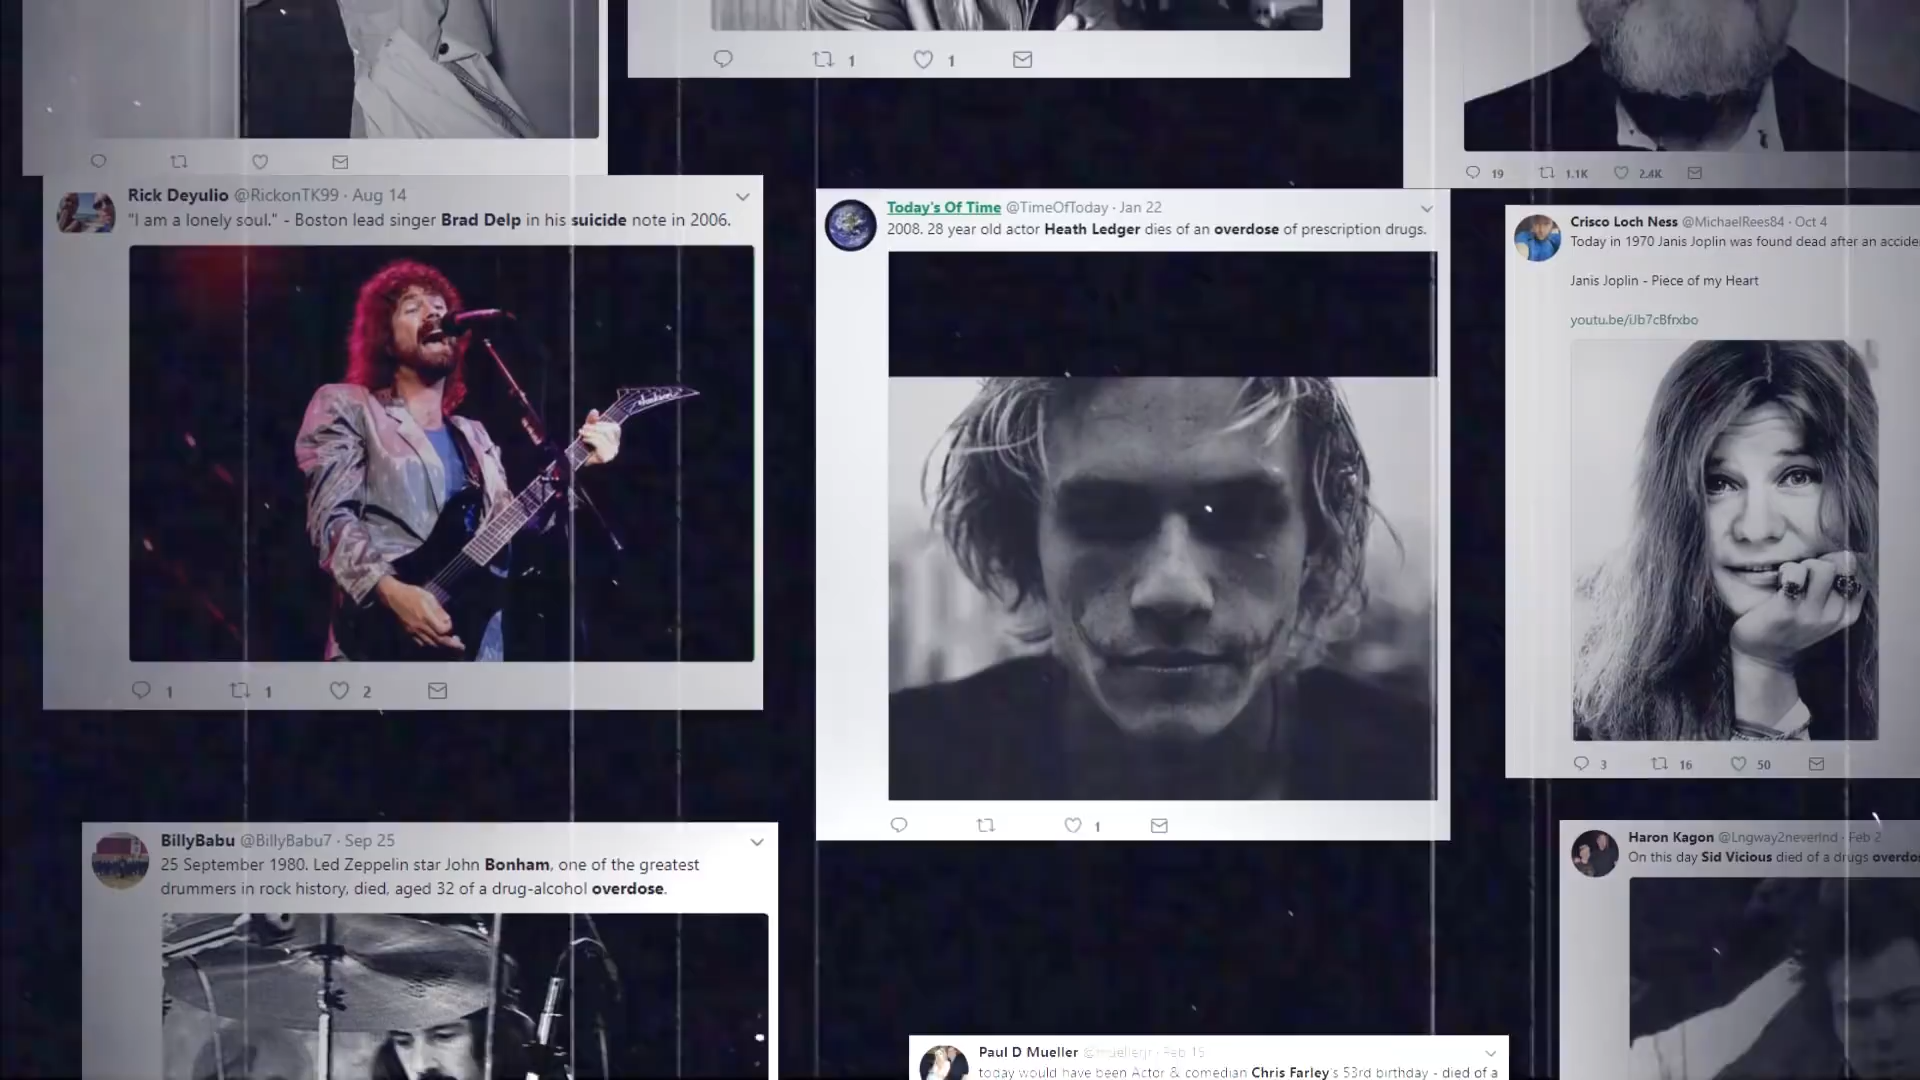 1 1
19 1.1K 2.4K
Rick Deyulio @RickonTK99 · Aug 14
"I am a lonely soul." - Boston lead singer Brad Delp in his suicide note in 2006.
Jackson
1 1 2
Today's Of Time @TimeOfToday · Jan 22
2008. 28 year old actor Heath Ledger dies of an overdose of prescription drugs.
1
Crisco Loch Ness @MichaelRees84 · Oct 4
Today in 1970 Janis Joplin was found dead after an accide
Janis Joplin - Piece of my Heart
youtu.be/iJb7cBfrxbo
3 16 50
BillyBabu @BillyBabu7 · Sep 25
25 September 1980. Led Zeppelin star John Bonham, one of the greatest
drummers in rock history, died, aged 32 of a drug-alcohol overdose.
Haron Kagon @Lngway2neverInd · Feb 2
On this day Sid Vicious died of a drugs overdo
Paul D Mueller @muellerjr · Feb 15
today would have been Actor & comedian Chris Farley's 53rd birthday - died of a